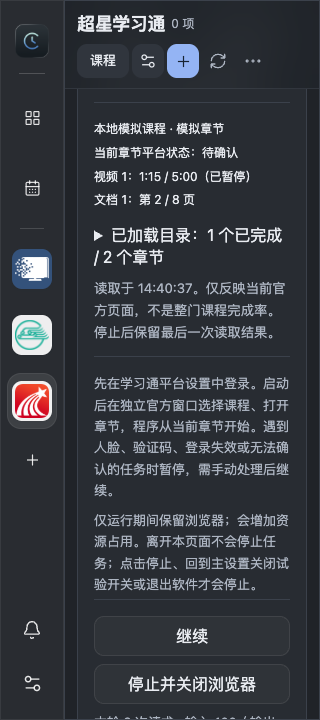 超星学习通 0 项
课程
本地模拟课程 · 模拟章节
当前章节平台状态：待确认
视频 1：1:15 / 5:00（已暂停）
文档 1：第 2 / 8 页
▶ 已加载目录：1 个已完成
/ 2 个章节
读取于 14:40:37。仅反映当前官
方页面，不是整门课程完成率。
停止后保留最后一次读取结果。
先在学习通平台设置中登录。启动
后在独立官方窗口选择课程、打开
章节，程序从当前章节开始。遇到
人脸、验证码、登录失效或无法确
认的任务时暂停，需手动处理后继
续。
仅运行期间保留浏览器；会增加资
源占用。离开本页面不会停止任
务；点击停止、回到主设置关闭试
验开关或退出软件才会停止。
继续
停止并关闭浏览器